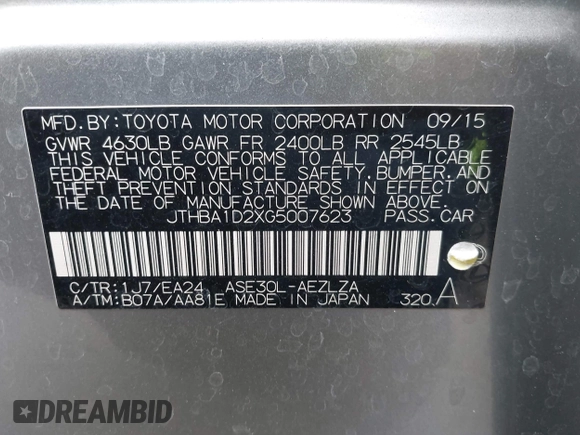 MFD.BY:TOYOTA MOTOR CORPORATION 09/15
GVWR 4630LB GAWR FR 2400LB RR 2545LB
THIS VEHICLE CONFORMS TO ALL APPLICABLE
FEDERAL MOTOR VEHICLE SAFETY,BUMPER,AND
THEFT PREVENTION STANDARDS IN EFFECT ON
THE DATE OF MANUFACTURE SHOWN ABOVE.
JTHBA1D2XG5007623 PASS.CAR
C/TR:1J7/EA24 ASE30L-AEZLZA
A/TM:B07A/AA81E MADE IN JAPAN 320.A
DREAMBID